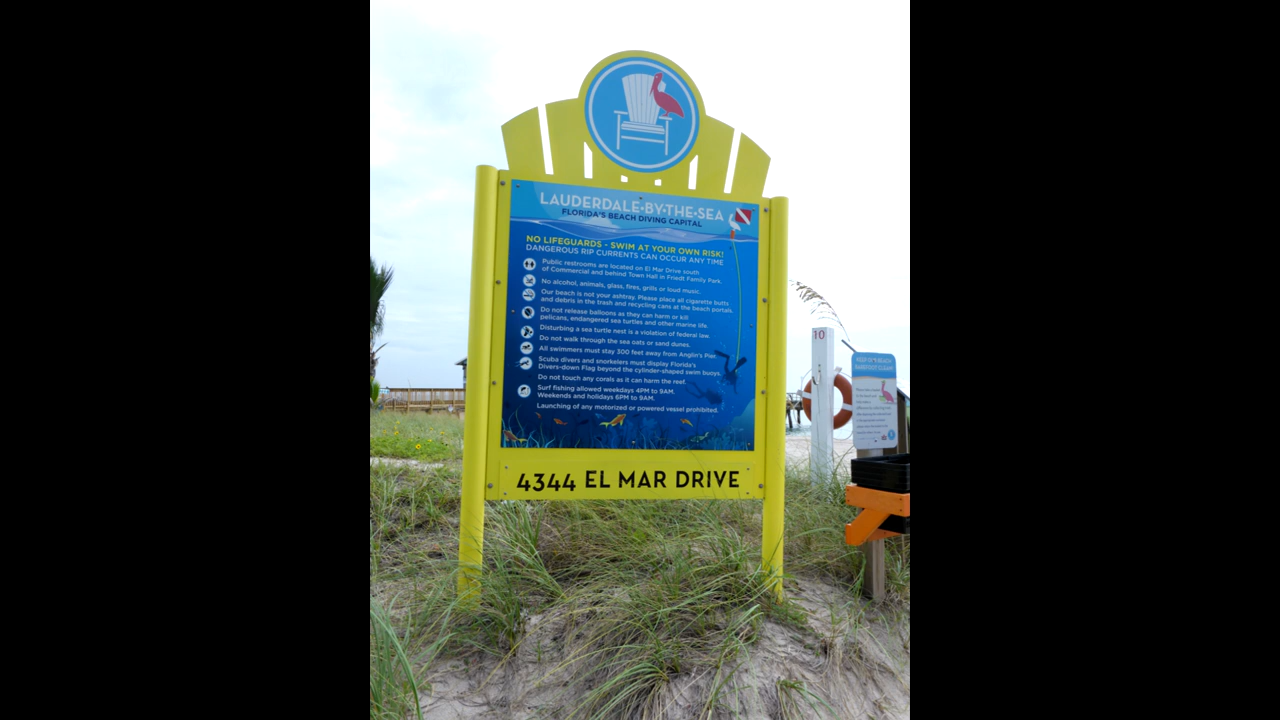 LAUDERDALE·BY·THE·SEA
FLORIDA'S BEACH DIVING CAPITAL
NO LIFEGUARDS - SWIM AT YOUR OWN RISK!
DANGEROUS RIP CURRENTS CAN OCCUR ANY TIME
Public restrooms are located on El Mar Drive south
of Commercial and behind Town Hall in Friedt Family Park.
No alcohol, animals, glass, fires, grills or loud music.
Our beach is not your ashtray. Please place all cigarette butts
and debris in the trash and recycling cans at the beach portals.
Do not release balloons as they can harm or kill
pelicans, endangered sea turtles and other marine life.
Disturbing a sea turtle nest is a violation of federal law.
Do not walk through the sea oats or sand dunes.
All swimmers must stay 300 feet away from Anglin's Pier.
Scuba divers and snorkelers must display Florida's
Divers-down Flag beyond the cylinder-shaped swim buoys.
Do not touch any corals as it can harm the reef.
Surf fishing allowed weekdays 4PM to 9AM.
Weekends and holidays 6PM to 9AM.
Launching of any motorized or powered vessel prohibited.
4344 EL MAR DRIVE
10
KEEP OUR BEACH